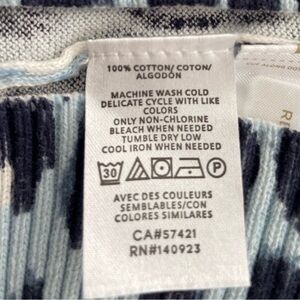 100% COTTON/ COTON/
ALGODÓN
MACHINE WASH COLD
DELICATE CYCLE WITH LIKE
COLORS
ONLY NON-CHLORINE
BLEACH WHEN NEEDED
TUMBLE DRY LOW
COOL IRON WHEN NEEDED
30 P
AVEC DES COULEURS
SEMBLABLES/CON
COLORES SIMILARES
CA#57421
RN#140923